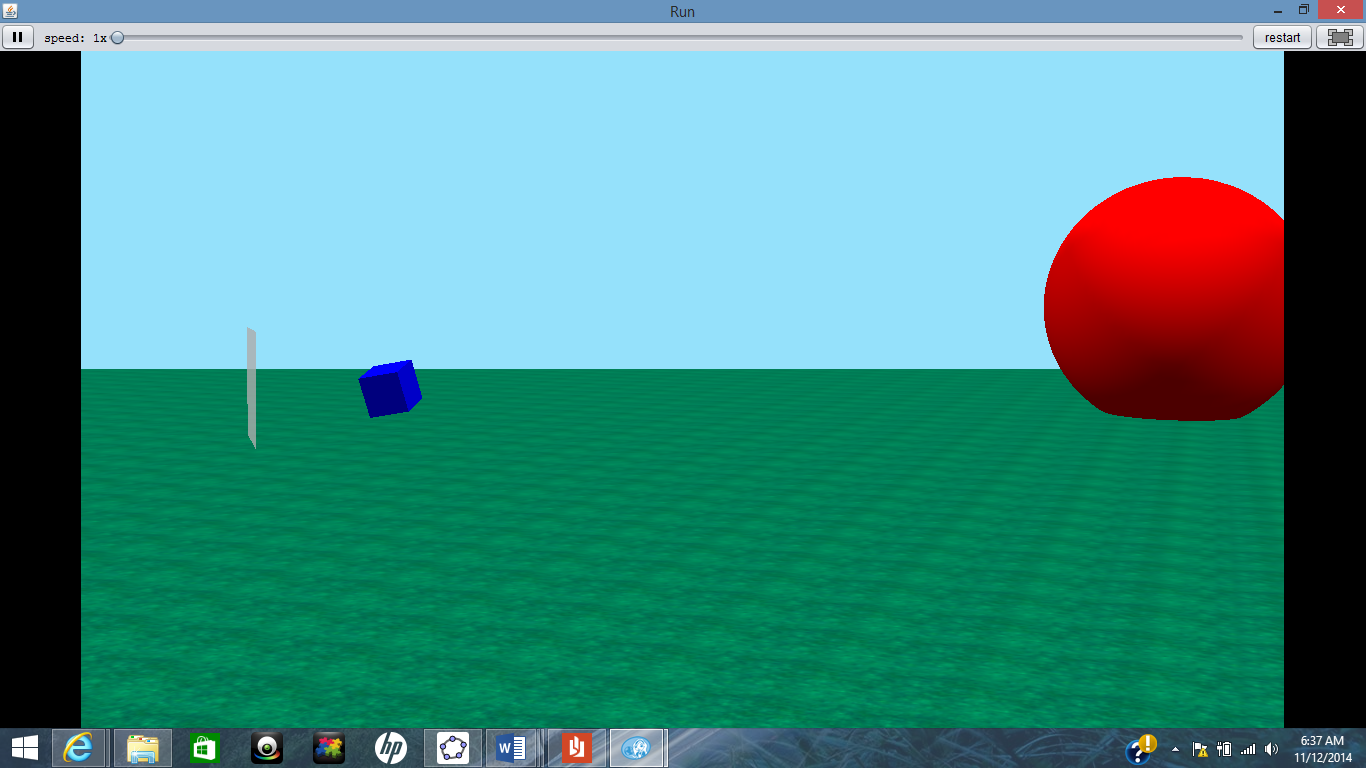 Run
speed: 1x
restart
hp
W
6:37 AM
11/12/2014